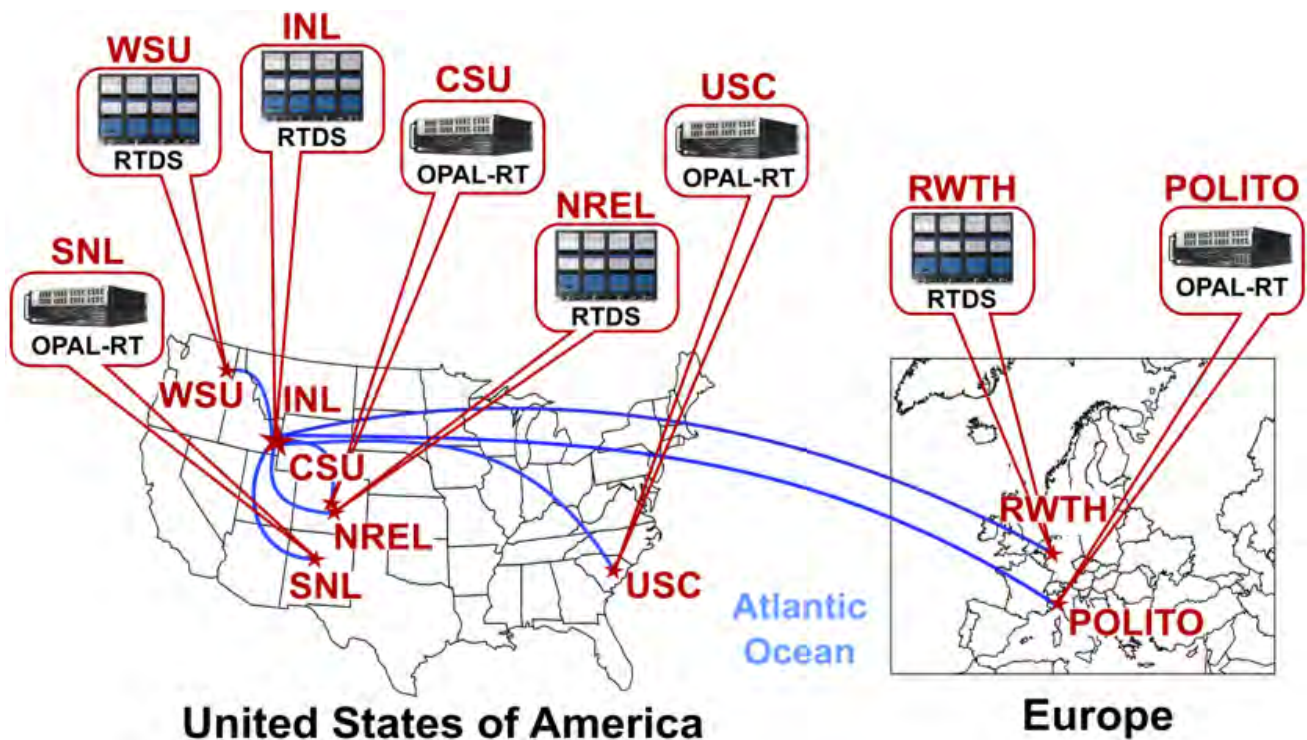 WSU
RTDS
INL
RTDS
CSU
OPAL-RT
USC
OPAL-RT
NREL
RTDS
SNL
OPAL-RT
RWTH
RTDS
POLITO
OPAL-RT
WSU
INL
CSU
NREL
SNL
USC
RWTH
POLITO
Atlantic
Ocean
United States of America
Europe